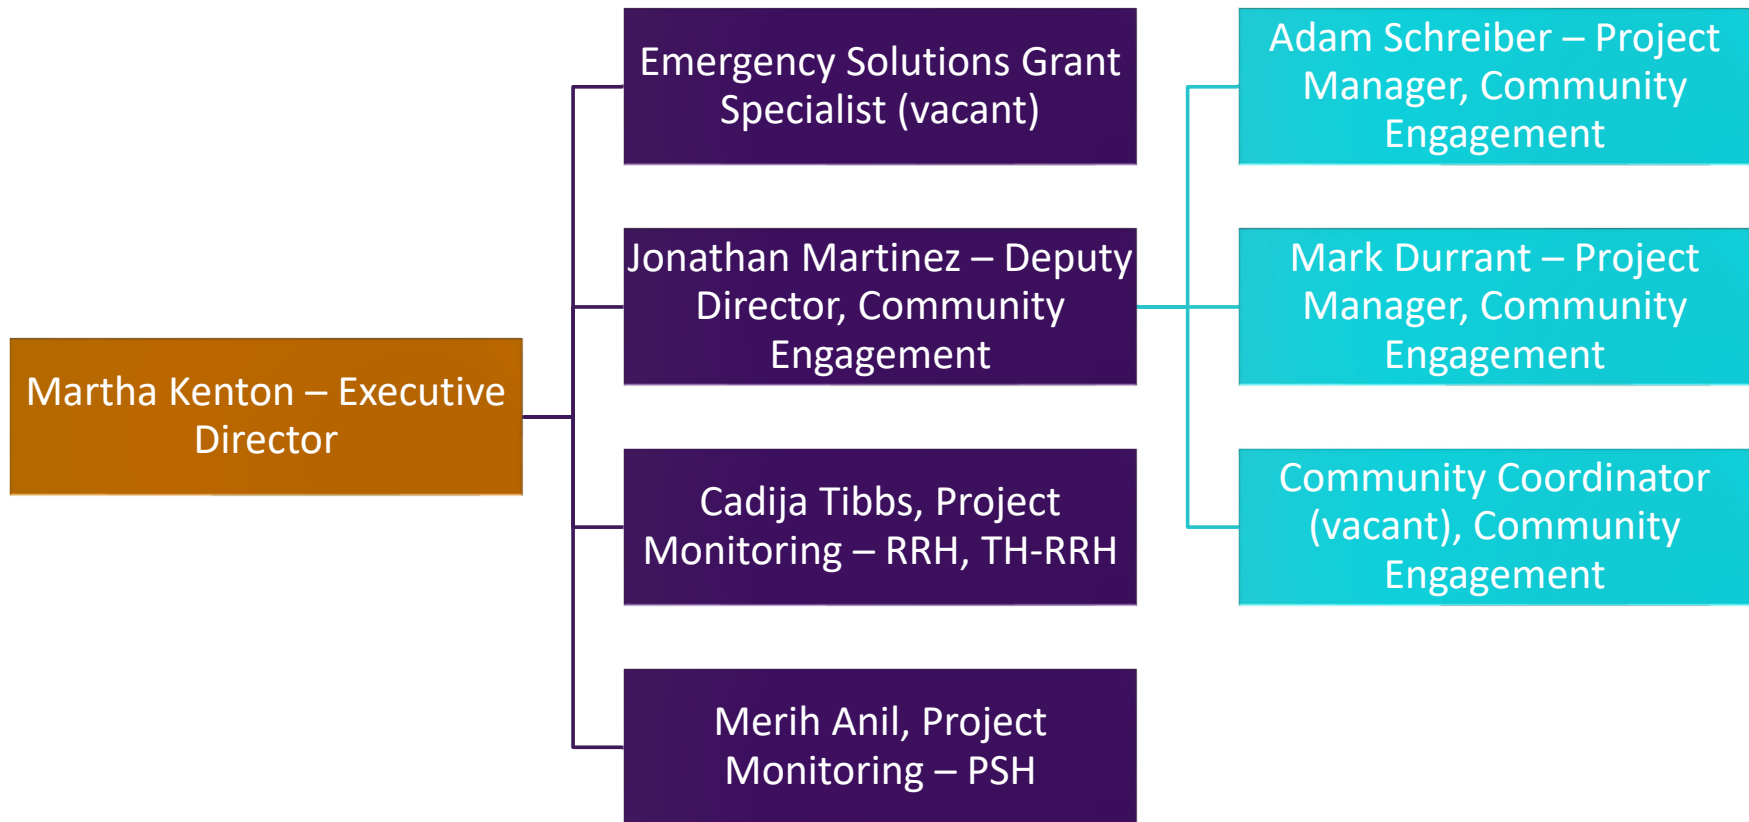 Martha Kenton – Executive
Director
Emergency Solutions Grant
Specialist (vacant)
Jonathan Martinez – Deputy
Director, Community
Engagement
Cadija Tibbs, Project
Monitoring – RRH, TH-RRH
Merih Anil, Project
Monitoring – PSH
Adam Schreiber – Project
Manager, Community
Engagement
Mark Durrant – Project
Manager, Community
Engagement
Community Coordinator
(vacant), Community
Engagement